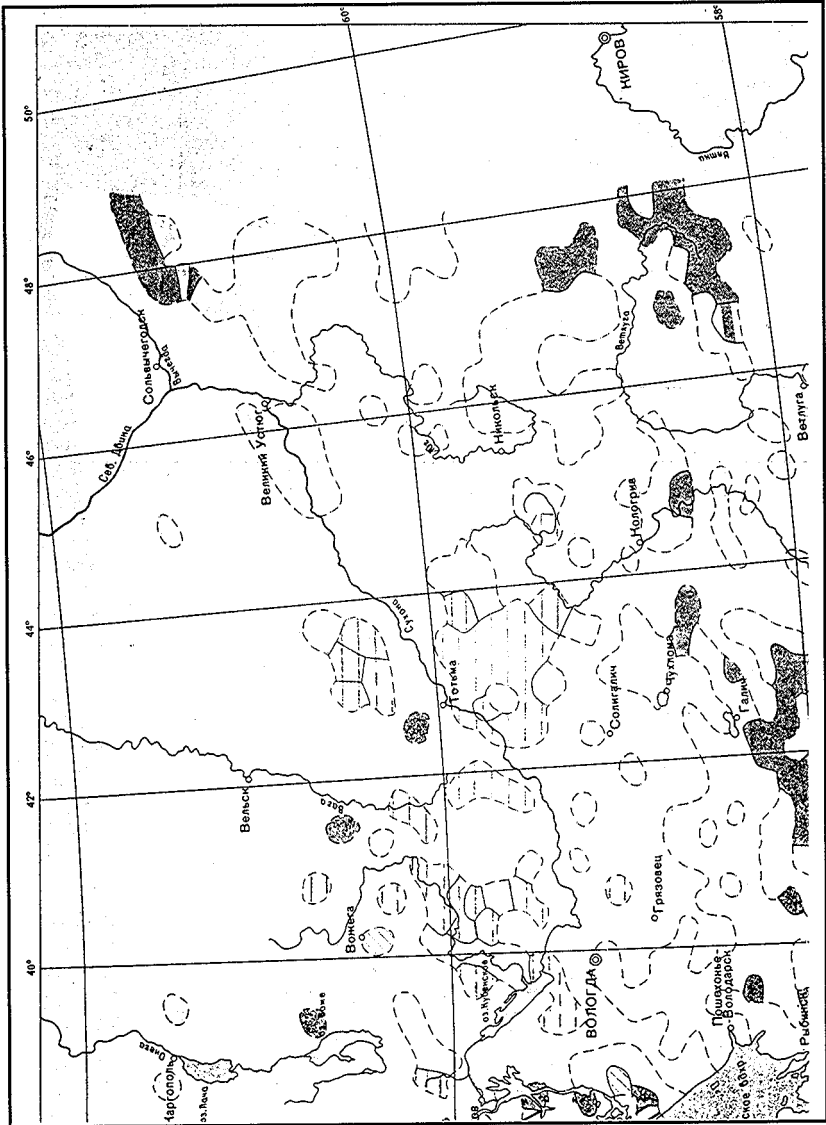 60°
58°
50°
КИРОВ
Вятка
48°
Сольвычегодск
Вычегда
Ветлуга
46°
Сев. Двина
Великий Устюг
Юг
Никольск
Ветлуга
Кологрив
44°
Сухона
Тотьма
Солигалич
Чухлома
Галич
42°
Вельск
Вага
Вожега
Грязовец
40°
оз. Кубенское
ВОЛОГДА
Пошехонье-
Володарск
Онега
Каргополь
оз. Воже
оз. Лача
Рыбинск
ское вдхр